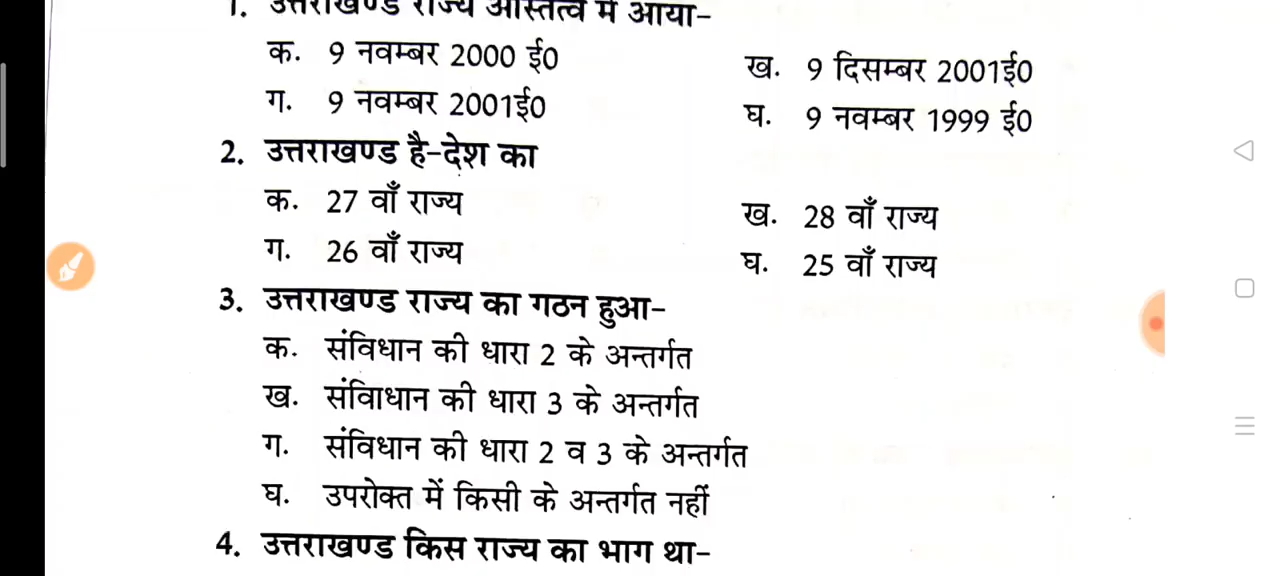 1. उत्तराखण्ड राज्य अस्तित्व में आया-
क. 9 नवम्बर 2000 ई0 ख. 9 दिसम्बर 2001ई0
ग. 9 नवम्बर 2001ई0 घ. 9 नवम्बर 1999 ई0
2. उत्तराखण्ड है-देश का
क. 27 वाँ राज्य ख. 28 वाँ राज्य
ग. 26 वाँ राज्य घ. 25 वाँ राज्य
3. उत्तराखण्ड राज्य का गठन हुआ-
क. संविधान की धारा 2 के अन्तर्गत
ख. संविाधान की धारा 3 के अन्तर्गत
ग. संविधान की धारा 2 व 3 के अन्तर्गत
घ. उपरोक्त में किसी के अन्तर्गत नहीं
4. उत्तराखण्ड किस राज्य का भाग था-